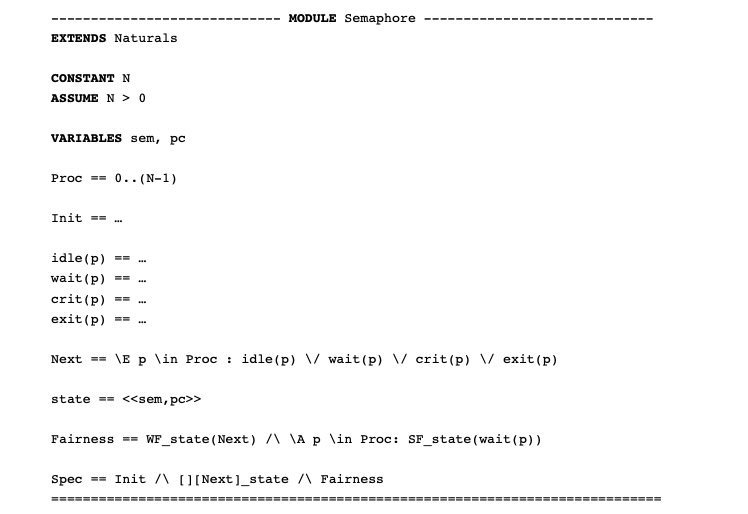 ---------------------------- MODULE Semaphore ----------------------------
EXTENDS Naturals
CONSTANT N
ASSUME N > 0
VARIABLES sem, pc
Proc == 0..(N-1)
Init == …
idle(p) == …
wait(p) == …
crit(p) == …
exit(p) == …
Next == \E p \in Proc : idle(p) \/ wait(p) \/ crit(p) \/ exit(p)
state == <<sem,pc>>
Fairness == WF_state(Next) /\ \A p \in Proc: SF_state(wait(p))
Spec == Init /\ [][Next]_state /\ Fairness
=============================================================================